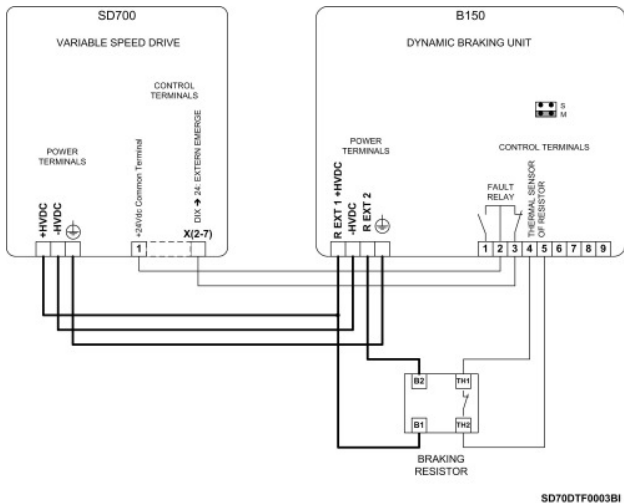 SD700
VARIABLE SPEED DRIVE
CONTROL
TERMINALS
POWER
TERMINALS
+HVDC
-HVDC
+24Vdc Common Terminal
DIX → 24: EXTERN EMERGE
1
X(2-7)
B150
DYNAMIC BRAKING UNIT
S
M
POWER
TERMINALS
CONTROL TERMINALS
R EXT 1 +HVDC
-HVDC
R EXT 2
FAULT
RELAY
THERMAL SENSOR
OF RESISTOR
1 2 3 4 5 6 7 8 9
B2 TH1
B1 TH2
BRAKING
RESISTOR
SD70DTF0003BI